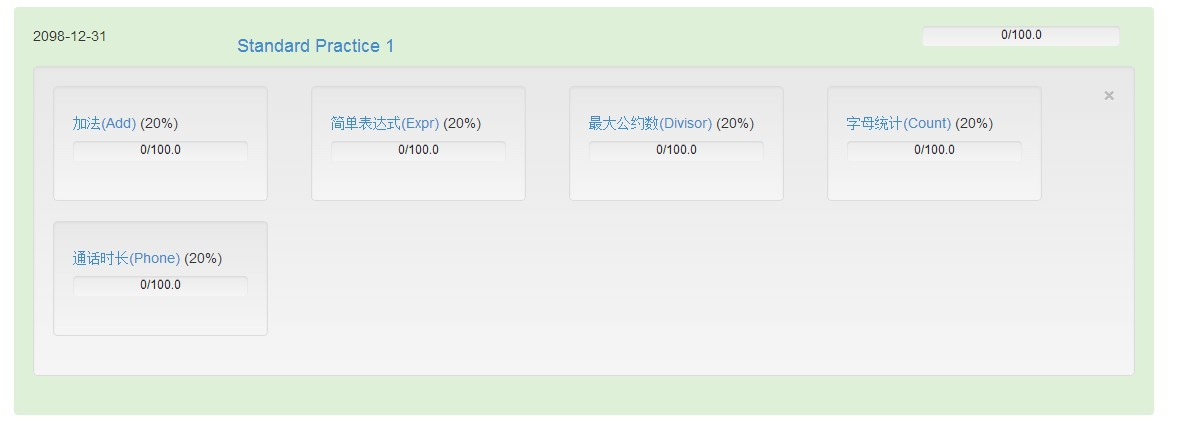 2098-12-31
Standard Practice 1
0/100.0
×
加法(Add) (20%)
0/100.0
简单表达式(Expr) (20%)
0/100.0
最大公约数(Divisor) (20%)
0/100.0
字母统计(Count) (20%)
0/100.0
通话时长(Phone) (20%)
0/100.0